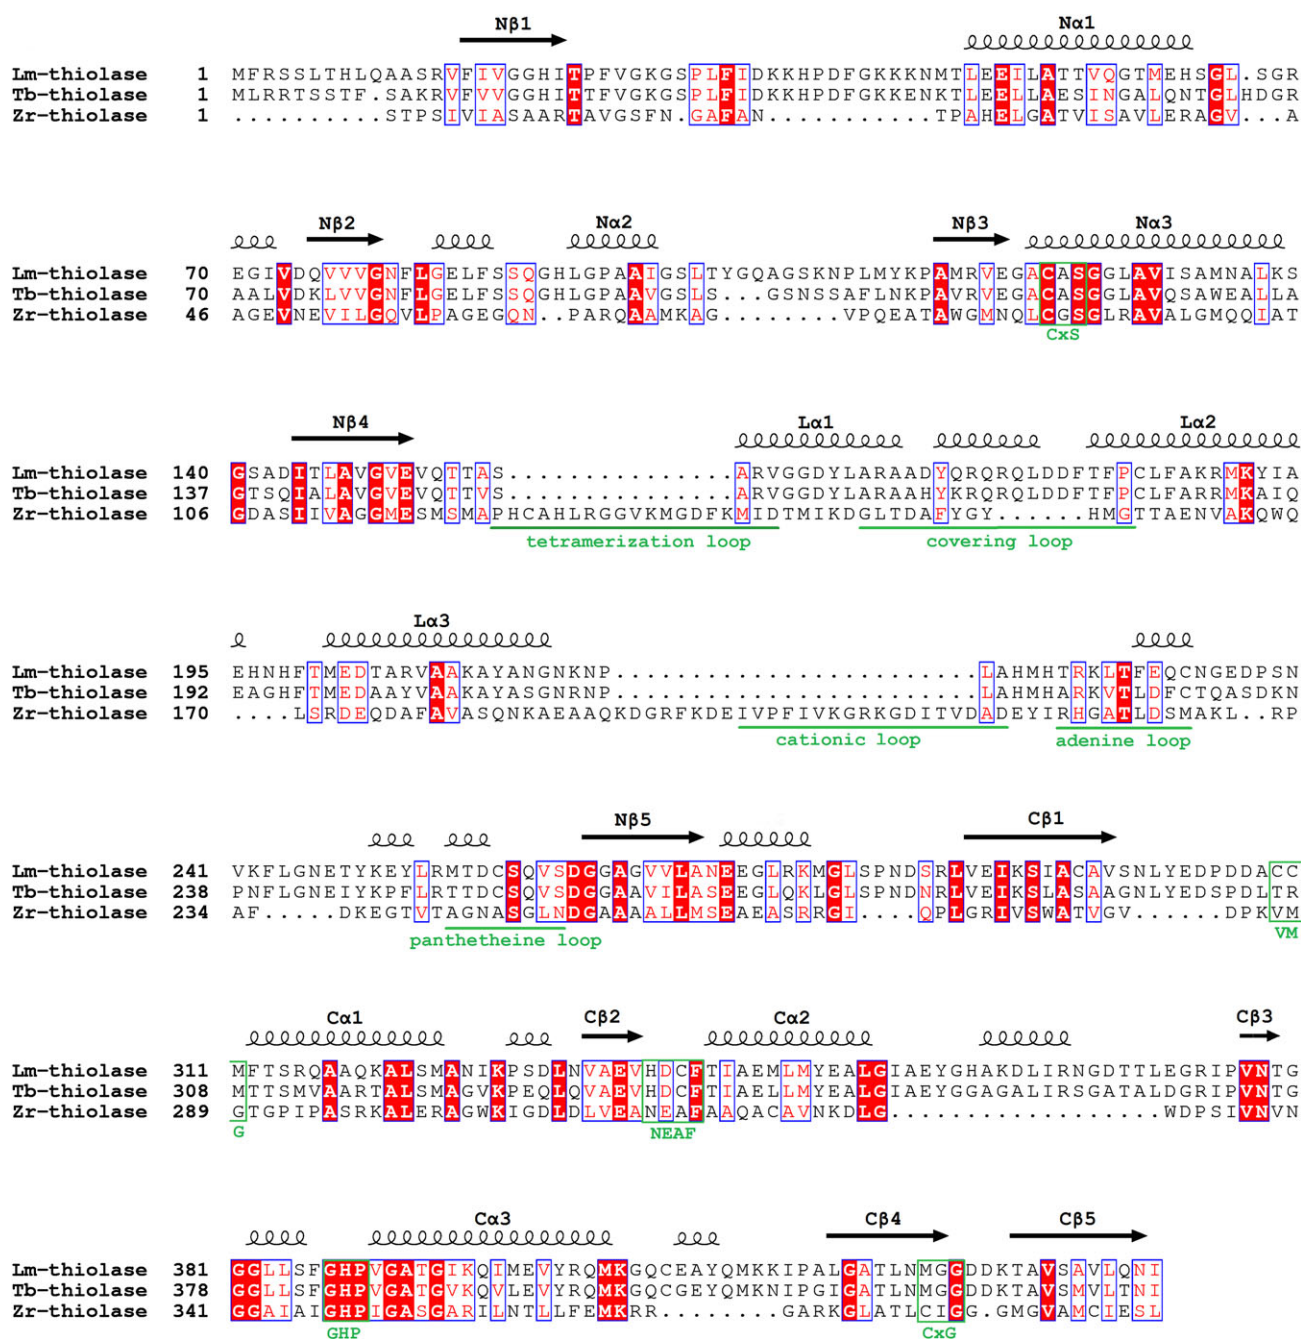 Nβ1 Nα1
Lm-thiolase 1 MFRSSLTHLQAASRVFIVGGHITPFVGKGSPLFIDKKHPDFGKKKNMTLEEILATTVQGTMEHSGL.SGR
Tb-thiolase 1 MLRRTSSTF.SAKRVFVVGGHITTFVGKGSPLFIDKKHPDFGKKENKTLEELLAESINGALQNTGLHDGR
Zr-thiolase 1 ..........STPSIVIASAARTAVGSFN.GAFAN...........TPAHELGATVISAVLERAGV...A
Nβ2 Nα2 Nβ3 Nα3
Lm-thiolase 70 EGIVDQVVVGNFLGELFSSQGHLGPAAIGSLTYGQAGSKNPLMYKPAMRVEGACASGGLAVISAMNALKS
Tb-thiolase 70 AALVDKLVVGNFLGELFSSQGHLGPAAVGSLS...GSNSSAFLNKPAVRVEGACASGGLAVQSAWEALLA
Zr-thiolase 46 AGEVNEVILGQVLPAGEGQN..PARQAAMKAG........VPQEATAWGMNQLCGSGLRAVALGMQQIAT
CxS
Nβ4 Lα1 Lα2
Lm-thiolase 140 GSADITLAVGVEVQTTAS...............ARVGGDYLARAADYQRQRQLDDFTFPCLFAKRMKYIA
Tb-thiolase 137 GTSQIALAVGVEVQTTVS...............ARVGGDYLARAAHYKRQRQLDDFTFPCLFARRMKAIQ
Zr-thiolase 106 GDASIIVAGGMESMSMAPHCAHLRGGVKMGDFKMIDTMIKDGLTDAFYGY......HMGTTAENVAKQWQ
tetramerization loop covering loop
Lα3
Lm-thiolase 195 EHNHFTMEDTARVAAKAYANGNKNP........................LAHMHTRKLTFEQCNGEDPSN
Tb-thiolase 192 EAGHFTMEDAAYVAAKAYASGNRNP........................LAHMHARKVTLDFCTQASDKN
Zr-thiolase 170 ....LSRDEQDAFAVASQNKAEAAQKDGRFKDEIVPFIVKGRKGDITVDADEYIRHGATLDSMAKL..RP
cationic loop adenine loop
Nβ5 Cβ1
Lm-thiolase 241 VKFLGNETYKEYLRMTDCSQVSDGGAGVVLANEEGLRKMGLSPNDSRLVEIKSIACAVSNLYEDPDDACC
Tb-thiolase 238 PNFLGNEIYKPFLRTTDCSQVSDGGAAVILASEEGLQKLGLSPNDNRLVEIKSLASAAGNLYEDSPDLTR
Zr-thiolase 234 AF.....DKEGTVTAGNASGLNDGAAAALLMSEAEASRRGI....QPLGRIVSWATVGV.......DPKVM
panthetheine loop VM
Cα1 Cβ2 Cα2 Cβ3
Lm-thiolase 311 MFTSRQAAQKALSMANIKPSDLNVAEVHDCFTIAEMLMYEALGIAEYGHAKDLIRNGDTTLEGRIPVNTG
Tb-thiolase 308 MTTSMVAARTALSMAGVKPEQLQVAEVHDCFTIAELLMYEALGIAEYGGAGALIRSGATALDGRIPVNTG
Zr-thiolase 289 GTGPIPASRKALERAGWKIGDLDLVEANEAFAAQACAVNKDLG..................WDPSIVNVN
G NEAF
Cα3 Cβ4 Cβ5
Lm-thiolase 381 GGLLSFGHPVGATGIKQIMEVYRQMKGQCEAYQMKKIPALGATLNMGGDDKTAVSAVLQNI
Tb-thiolase 378 GGLLSFGHPVGATGVKQVLEVYRQMKGQCGEYQMKNIPGIGATLNMGGDDKTAVSMVLTNI
Zr-thiolase 341 GGAIAIGHPIGASGARILNTLLFEMKRR.......GARKGLATLCIGG.GMGVAMCIESL
GHP CxG